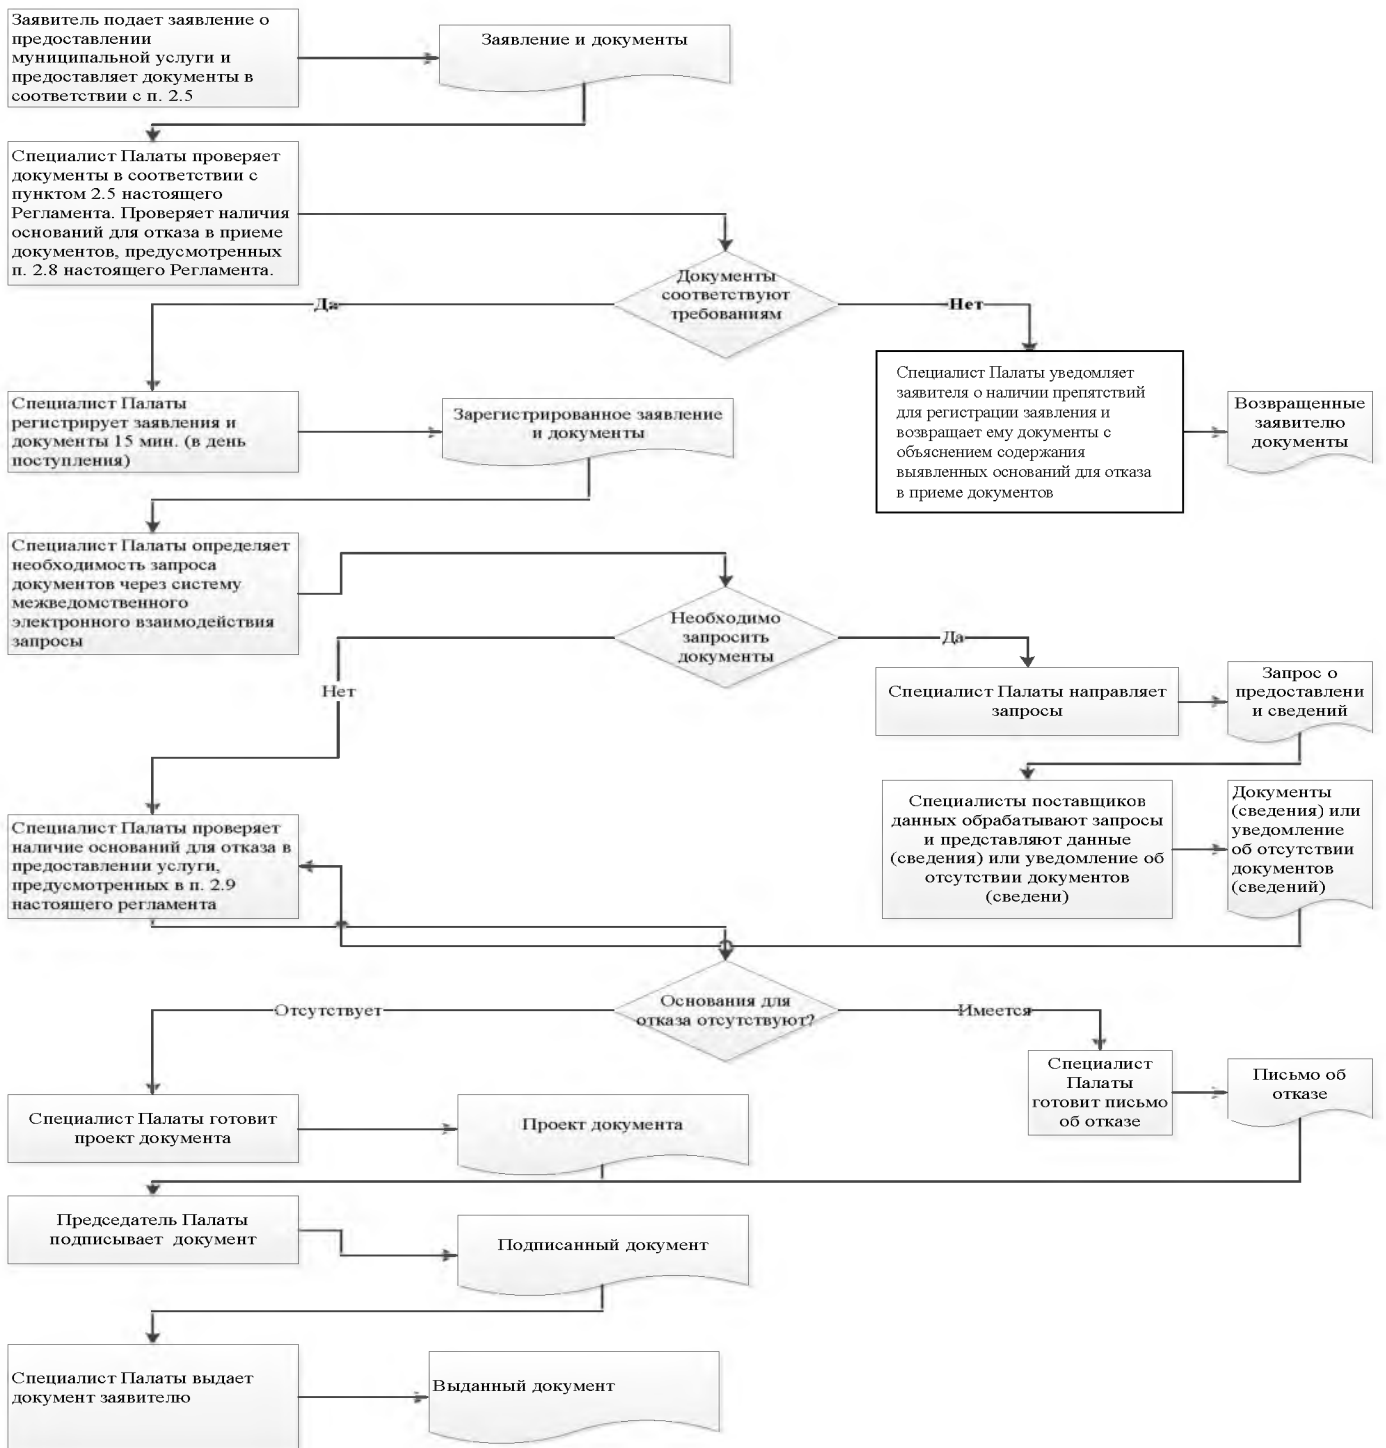 Заявитель подает заявление о
предоставлении
муниципальной услуги и
предоставляет документы в
соответствии с п. 2.5
Заявление и документы
Специалист Палаты проверяет
документы в соответствии с
пунктом 2.5 настоящего
Регламента. Проверяет наличия
оснований для отказа в приеме
документов, предусмотренных
п. 2.8 настоящего Регламента.
Документы
соответствуют
требованиям
Да
Нет
Специалист Палаты
регистрирует заявления и
документы 15 мин. (в день
поступления)
Зарегистрированное заявление
и документы
Специалист Палаты уведомляет
заявителя о наличии препятствий
для регистрации заявления и
возвращает ему документы с
объяснением содержания
выявленных оснований для отказа
в приеме документов
Возвращенные
заявителю
документы
Специалист Палаты определяет
необходимость запроса
документов через систему
межведомственного
электронного взаимодействия
запросы
Необходимо
запросить
документы
Да
Нет
Специалист Палаты направляет
запросы
Запрос о
предоставлени
и сведений
Специалисты поставщиков
данных обрабатывают запросы
и представляют данные
(сведения) или уведомление об
отсутствии документов
(сведени)
Документы
(сведения) или
уведомление
об отсутствии
документов
(сведений)
Специалист Палаты проверяет
наличие оснований для отказа в
предоставлении услуги,
предусмотренных в п. 2.9
настоящего регламента
Основания для
отказа отсутствуют?
Отсутствует
Имеется
Специалист
Палаты
готовит письмо
об отказе
Письмо об
отказе
Специалист Палаты готовит
проект документа
Проект документа
Председатель Палаты
подписывает документ
Подписанный документ
Специалист Палаты выдает
документ заявителю
Выданный документ